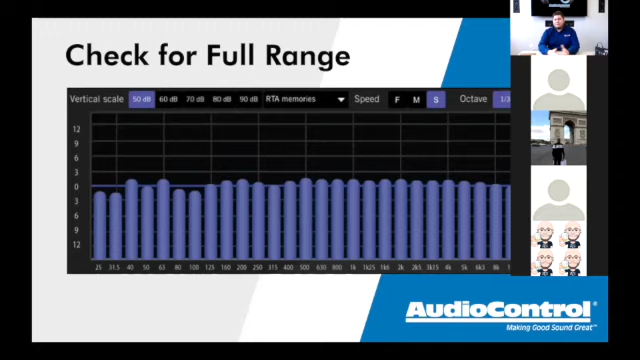 Check for Full Range
Vertical scale 50 dB 60 dB 70 dB 80 dB 90 dB RTA memories Speed F M S Octave 1/3
12
9
6
3
0
3
6
9
12
25 31.5 40 50 63 80 100 125 160 200 250 315 400 500 630 800 1k 1k25 1k6 2k 2k5 3k15 4k 5k 6k3 8k
AudioControl®
Making Good Sound Great™